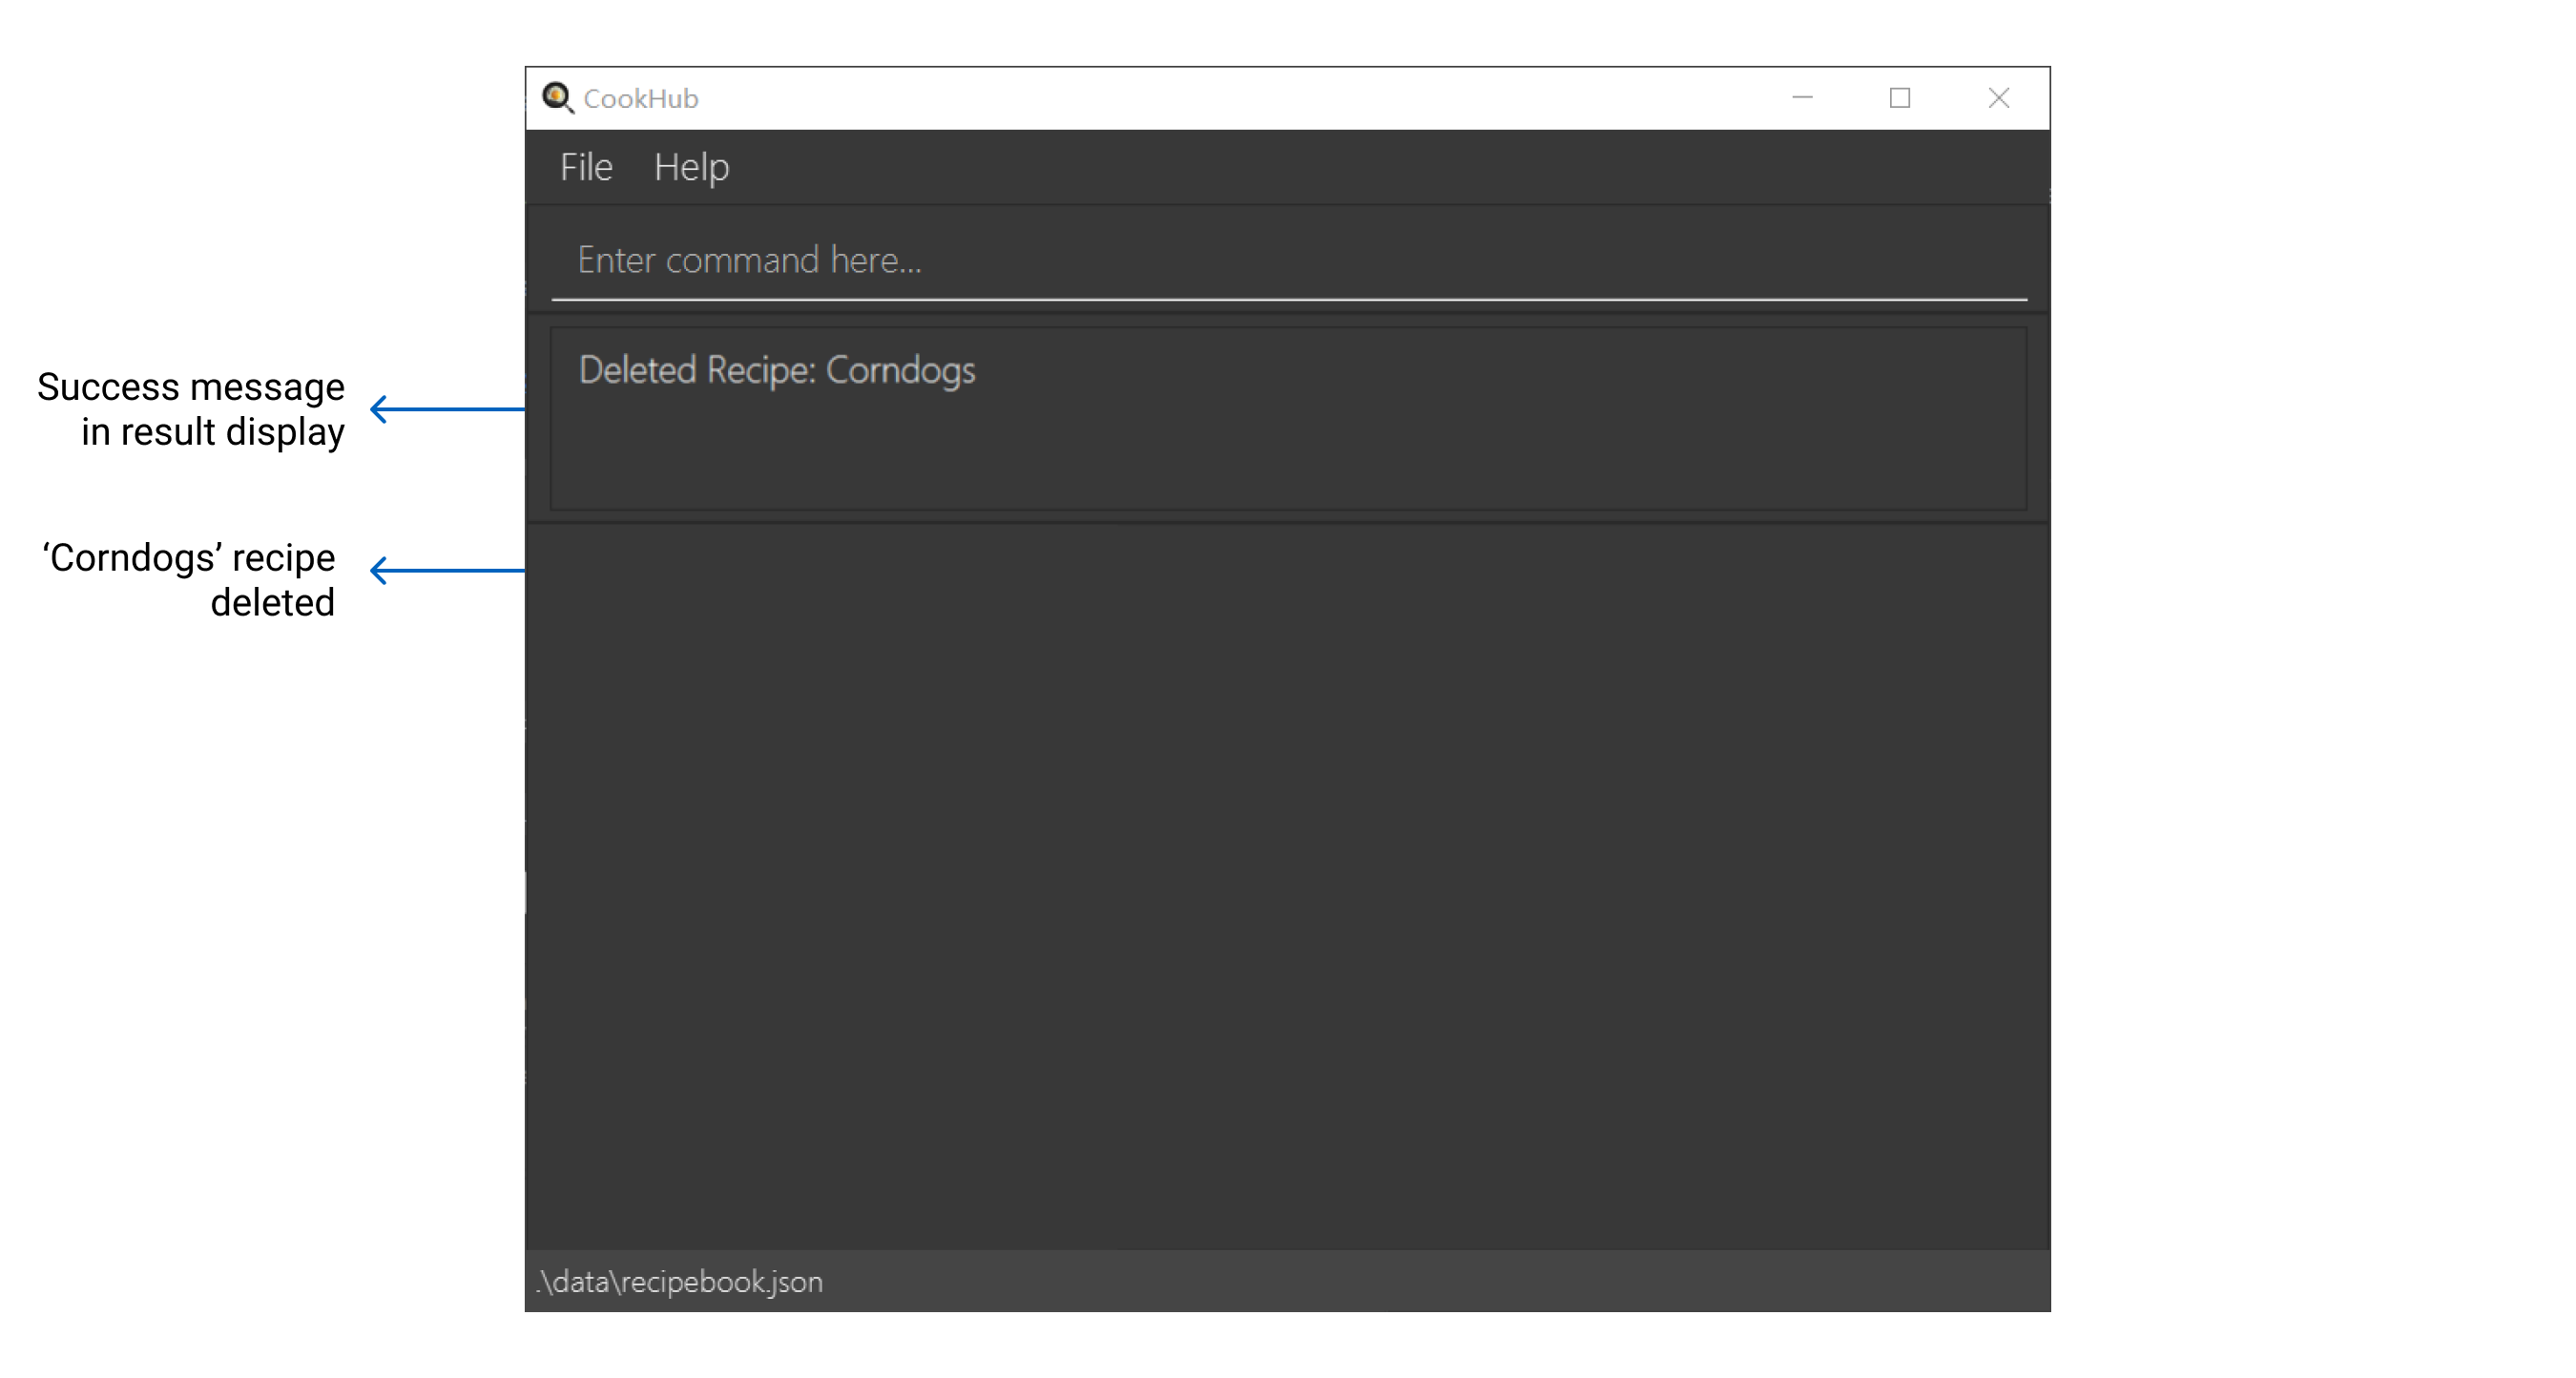 CookHub
File Help
Enter command here...
Deleted Recipe: Corndogs
Success message
in result display
‘Corndogs’ recipe
deleted
.\data\recipebook.json